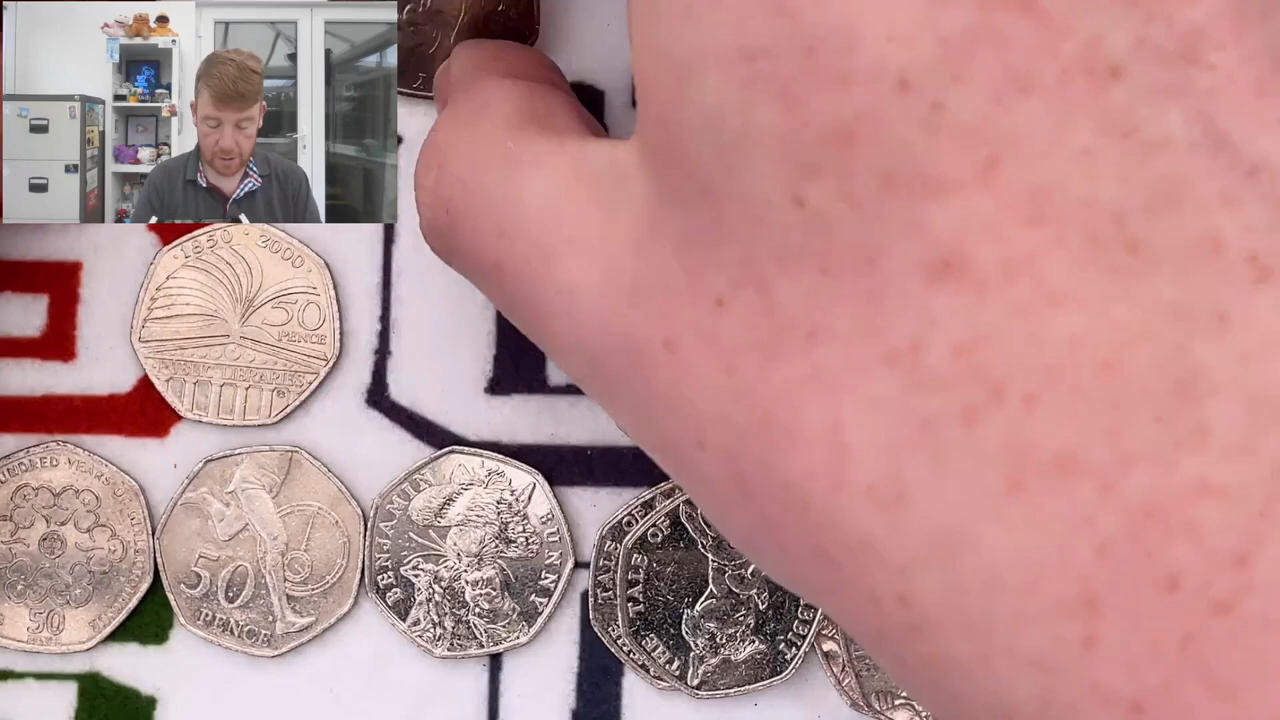 · 1850 · 2000 ·
50
PENCE
PUBLIC LIBRARIES
HUNDRED YEARS OF
50
50
PENCE
BENJAMIN BUNNY
TALE OF
THE TALE OF